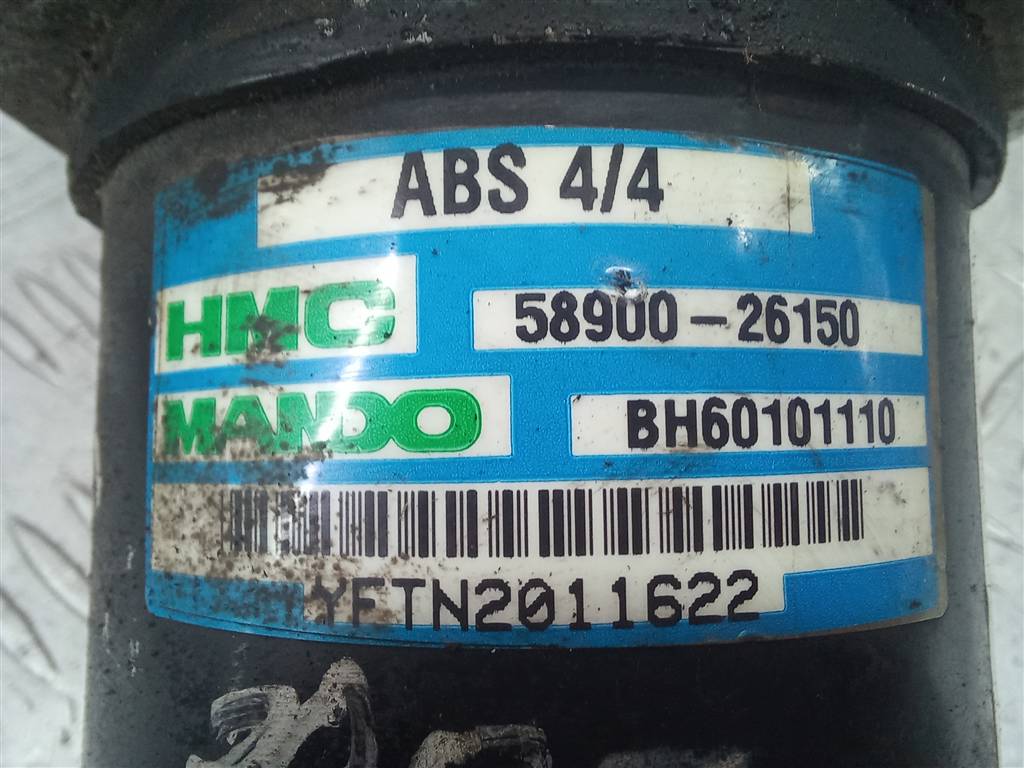 ABS 4/4
HMC 58900-26150
MANDO BH60101110
YFTN2011622